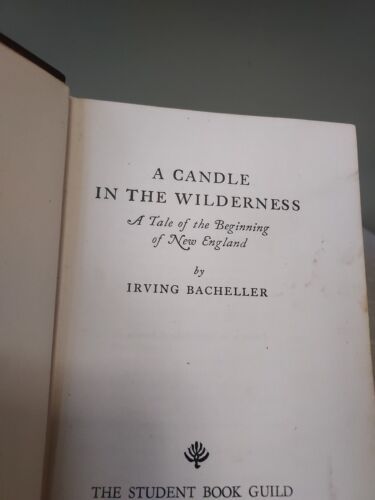 A CANDLE
IN THE WILDERNESS
A Tale of the Beginning
of New England
by
IRVING BACHELLER
THE STUDENT BOOK GUILD